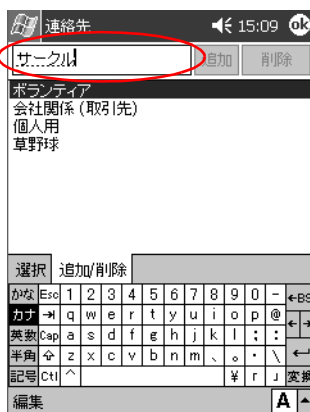 連絡先 15:09 ok
サークル 追加 削除
ボランティア
会社関係 (取引先)
個人用
草野球
選択 追加/削除
かな Esc 1 2 3 4 5 6 7 8 9 0 - ←BS
カナ →| q w e r t y u i o p @ ← →
英数 Cap a s d f g h j k l ; :
半角 ⇧ z x c v b n m 、 。 ・ \ ↵
記号 Ctl ^ ¥ 「 」 変換
編集 A